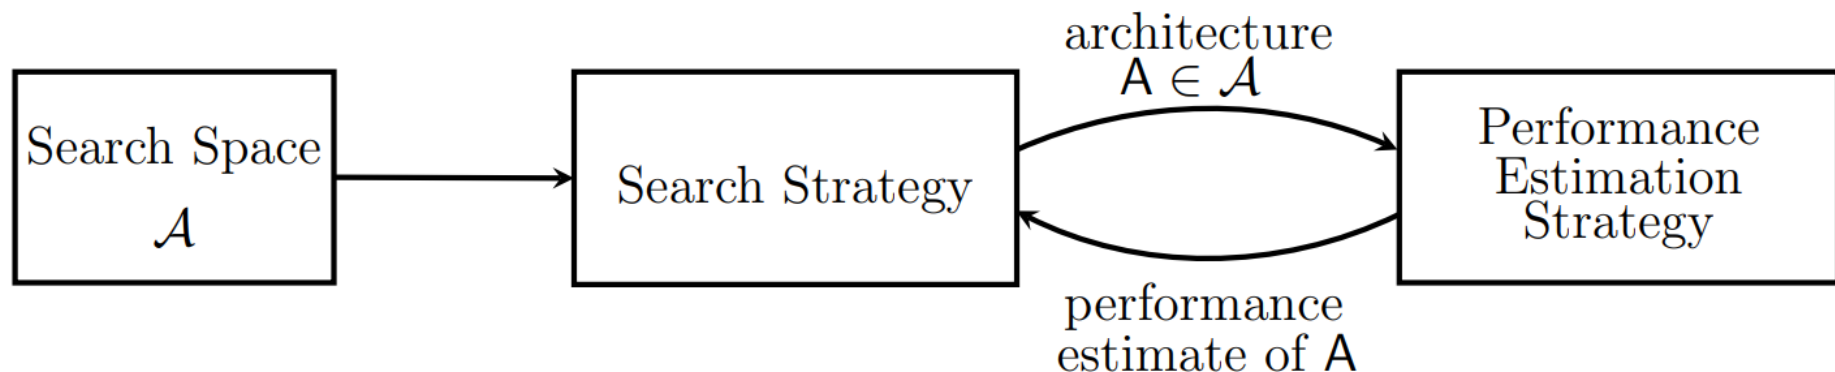 Search Space
𝒜
Search Strategy
architecture
A ∈ 𝒜
performance
estimate of A
Performance
Estimation
Strategy